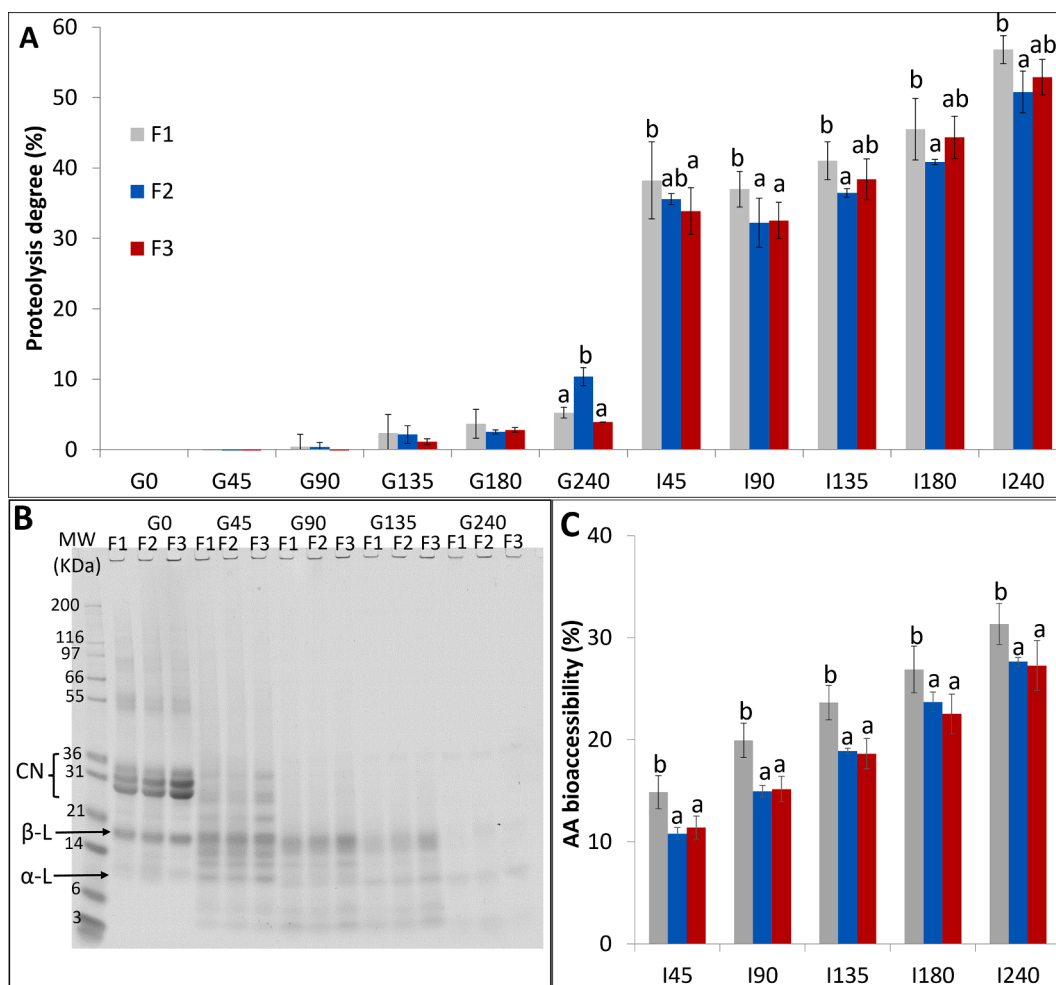 A
Proteolysis degree (%)
60
50
40
30
20
10
0
F1
F2
F3
a b a
b ab a
b a a
b a ab
b a ab
b a ab
G0 G45 G90 G135 G180 G240 I45 I90 I135 I180 I240
B
G0 G45 G90 G135 G240
MW F1 F2 F3 F1 F2 F3 F1 F2 F3 F1 F2 F3 F1 F2 F3
(KDa)
200
116
97
66
55
36
31
21
14
6
3
CN
β-L
α-L
C
AA bioaccessibility (%)
40
30
20
10
0
b a a
b a a
b a a
b a a
b a a
I45 I90 I135 I180 I240